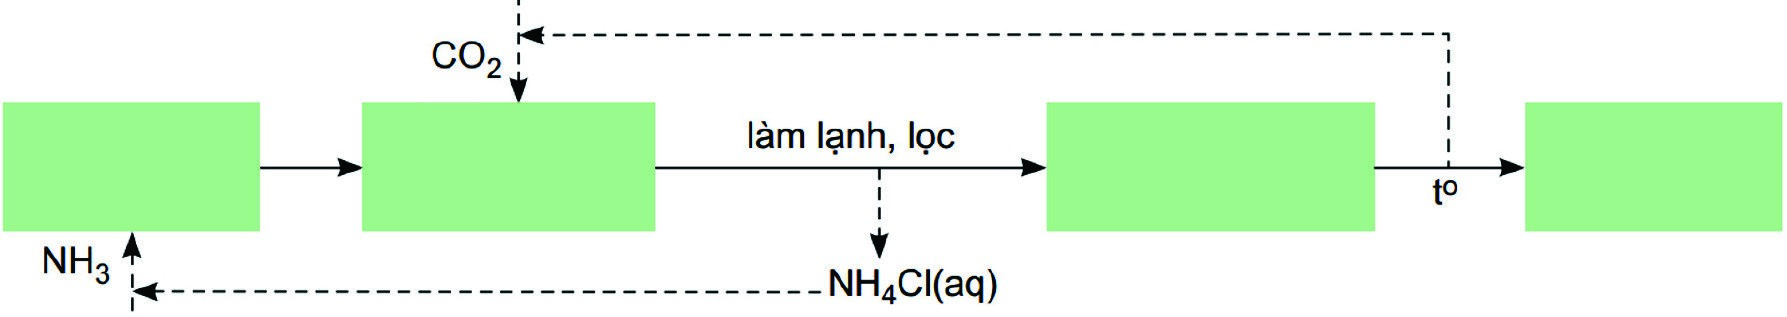 CO₂
làm lạnh, lọc
tº
NH₃
NH₄Cl(aq)